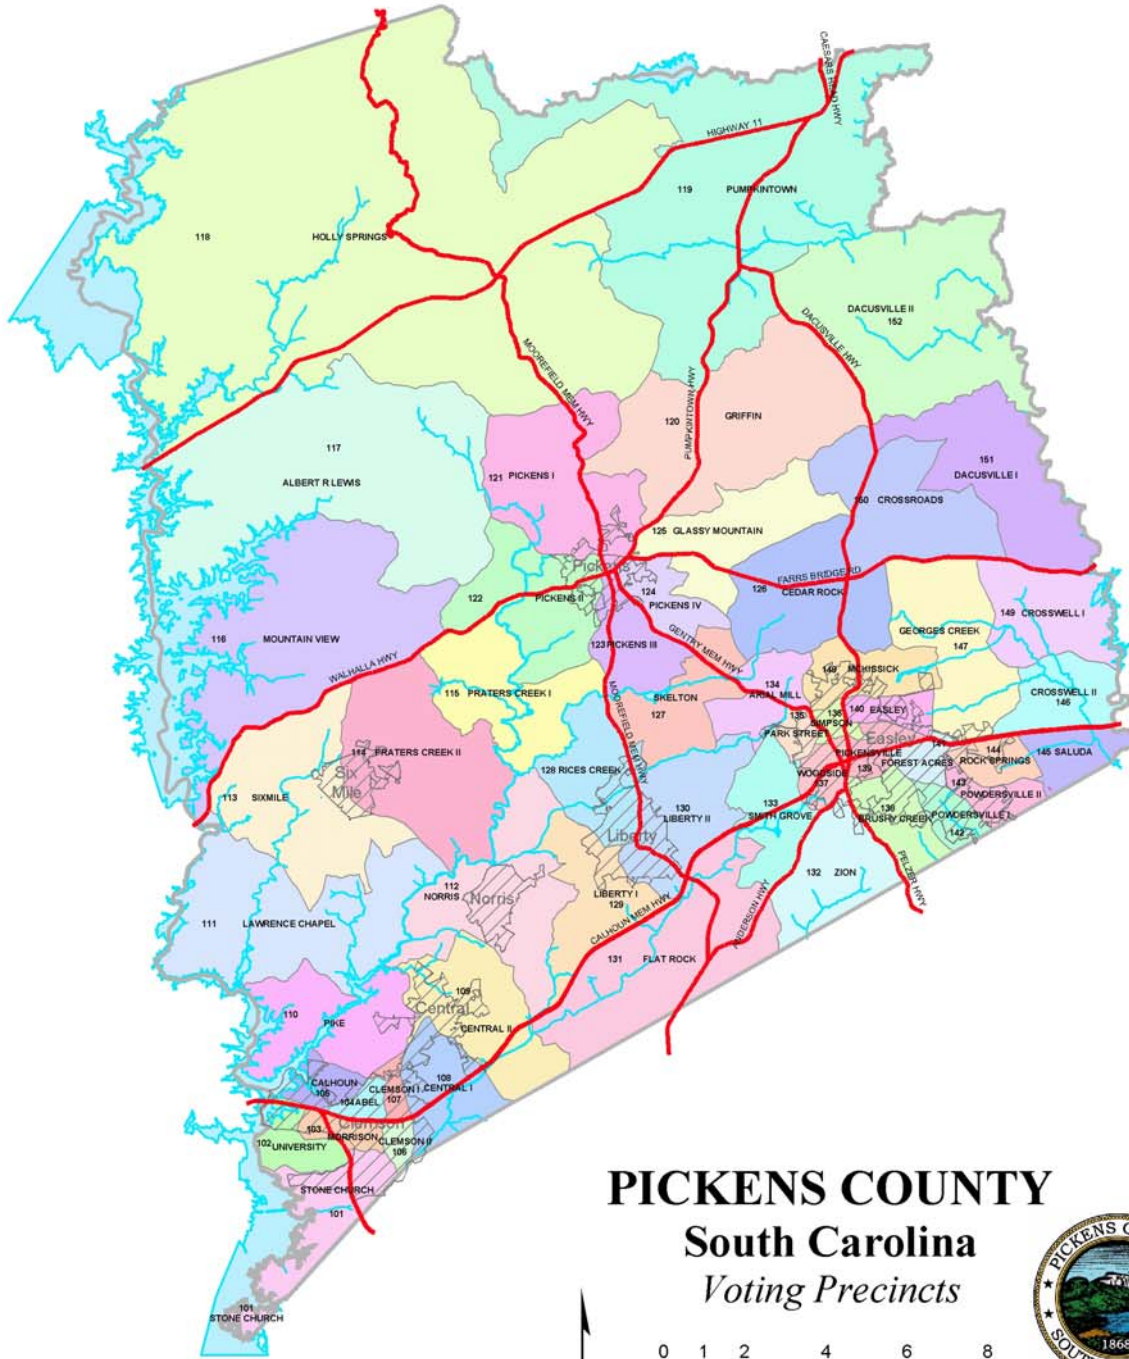 CAESARS HEAD HWY
HIGHWAY 11
119 PUMPKINTOWN
118
HOLLY SPRINGS
DACUSVILLE II
152
DACUSVILLE HWY
MOOREFIELD MEM HWY
PUMPKINTOWN HWY
120
GRIFFIN
117
ALBERT R LEWIS
121 PICKENS I
151
DACUSVILLE I
CROSSROADS
125 GLASSY MOUNTAIN
Pickens
FARRS BRIDGE RD
126
CEDAR ROCK
122
PICKENS II
124
PICKENS IV
149 CROSSWELL I
116
MOUNTAIN VIEW
WALHALLA HWY
123 PICKENS III
GENTRY MEM HWY
GEORGES CREEK
147
MCKISSICK
115 PRATERS CREEK I
SKELTON
127
134
ARIAL MILL
CROSSWELL II
146
140 EASLEY
SIMPSON
PARK STREET
Easley
PICKENSVILLE
114 PRATERS CREEK II
MOOREFIELD MEM HWY
128 RICES CREEK
WOODSIDE
137
139
FOREST ACRES
141
144
ROCK SPRINGS
145 SALUDA
Six
Mile
113 SIXMILE
143
POWDERSVILLE II
130
LIBERTY II
133
SMITH GROVE
138
BRUSHY CREEK
POWDERSVILLE I
142
Liberty
132 ZION
PELZER HWY
112
NORRIS
Norris
LIBERTY I
129
111
LAWRENCE CHAPEL
CALHOUN MEM HWY
ANDERSON HWY
131 FLAT ROCK
109
Central
CENTRAL II
110
PIKE
CALHOUN
105
CLEMSON I
107
108
CENTRAL I
104 ABEL
Clemson
103
MORRISON
102 UNIVERSITY
CLEMSON II
106
STONE CHURCH
101
101
STONE CHURCH
PICKENS COUNTY
South Carolina
Voting Precincts
0 1 2 4 6 8
1868